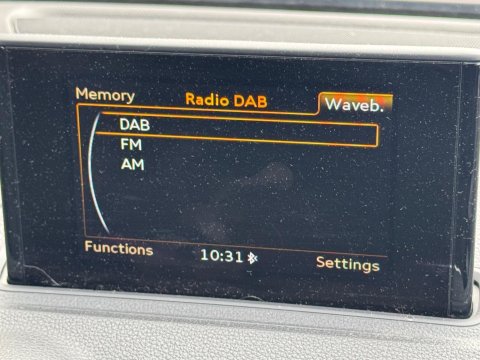 Memory Radio DAB Waveb.
DAB
FM
AM
Functions 10:31 Settings